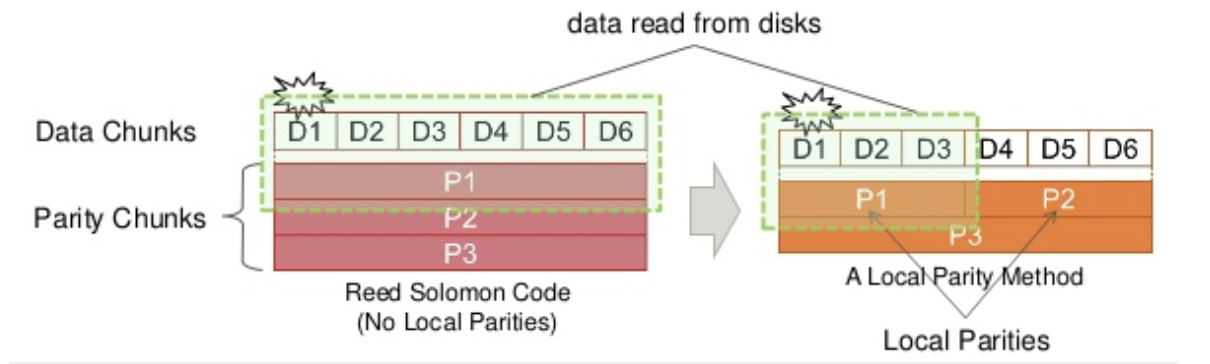 data read from disks
Data Chunks
D1 D2 D3 D4 D5 D6
D1 D2 D3 D4 D5 D6
Parity Chunks
P1
P2
P3
P1 P2
P3
Reed Solomon Code
(No Local Parities)
A Local Parity Method
Local Parities